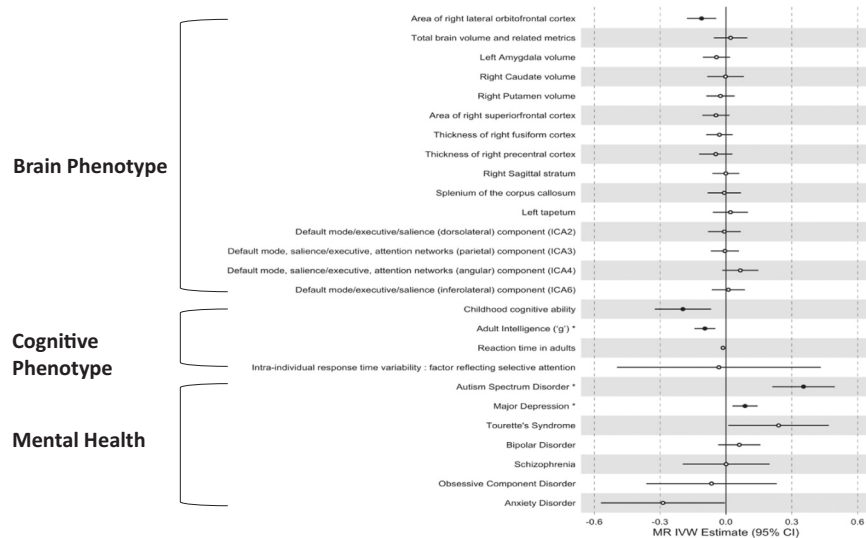 Brain Phenotype
Area of right lateral orbitofrontal cortex
Total brain volume and related metrics
Left Amygdala volume
Right Caudate volume
Right Putamen volume
Area of right superiorfrontal cortex
Thickness of right fusiform cortex
Thickness of right precentral cortex
Right Sagittal stratum
Splenium of the corpus callosum
Left tapetum
Default mode/executive/salience (dorsolateral) component (ICA2)
Default mode, salience/executive, attention networks (parietal) component (ICA3)
Default mode, salience/executive, attention networks (angular) component (ICA4)
Default mode/executive/salience (inferolateral) component (ICA6)
Cognitive
Phenotype
Childhood cognitive ability
Adult Intelligence ('g') *
Reaction time in adults
Intra-individual response time variability : factor reflecting selective attention
Mental Health
Autism Spectrum Disorder *
Major Depression *
Tourette's Syndrome
Bipolar Disorder
Schizophrenia
Obsessive Component Disorder
Anxiety Disorder
-0.6 -0.3 0.0 0.3 0.6
MR IVW Estimate (95% CI)